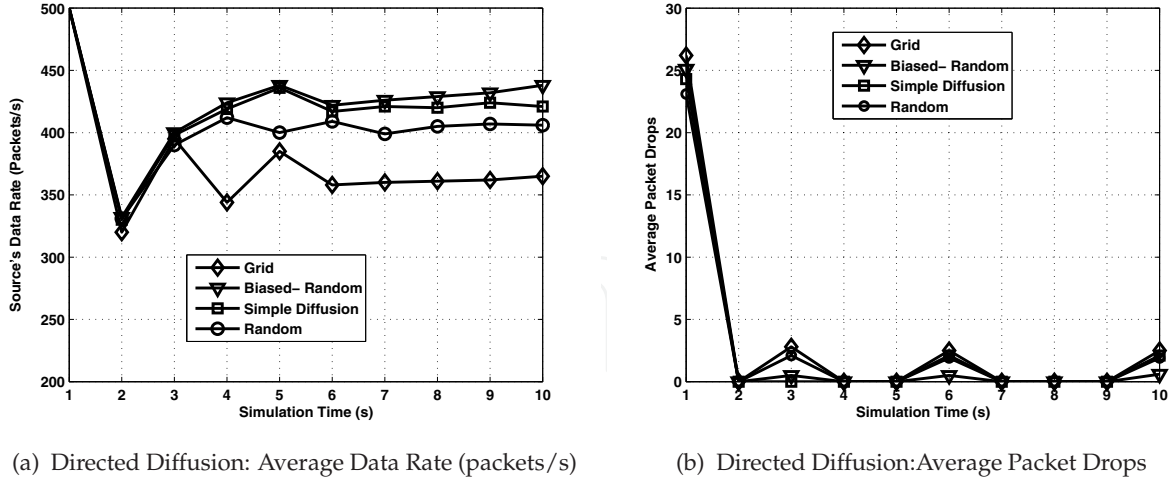 500
450
400
350
300
250
200
Source's Data Rate (Packets/s)
Grid
Biased− Random
Simple Diffusion
Random
1 2 3 4 5 6 7 8 9 10
Simulation Time (s)
(a) Directed Diffusion: Average Data Rate (packets/s)
30
25
20
15
10
5
0
Average Packet Drops
Grid
Biased− Random
Simple Diffusion
Random
1 2 3 4 5 6 7 8 9 10
Simulation Time (s)
(b) Directed Diffusion:Average Packet Drops